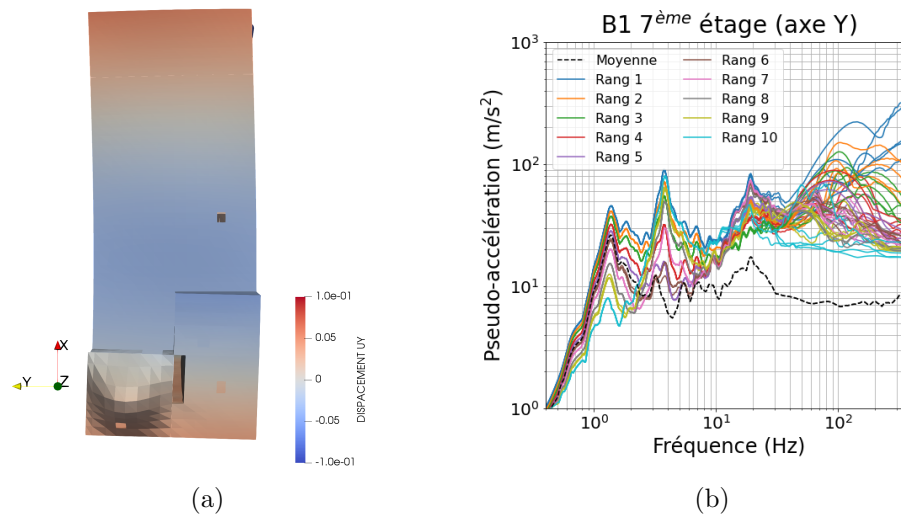 B1 7ème étage (axe Y)
Moyenne
Rang 1
Rang 2
Rang 3
Rang 4
Rang 5
Rang 6
Rang 7
Rang 8
Rang 9
Rang 10
Pseudo-accélération (m/s²)
10³
10²
10¹
10⁰
10⁰ 10¹ 10²
Fréquence (Hz)
X
Y
Z
1.0e-01
0.05
0
-0.05
-1.0e-01
DISPACEMENT UY
(a)
(b)